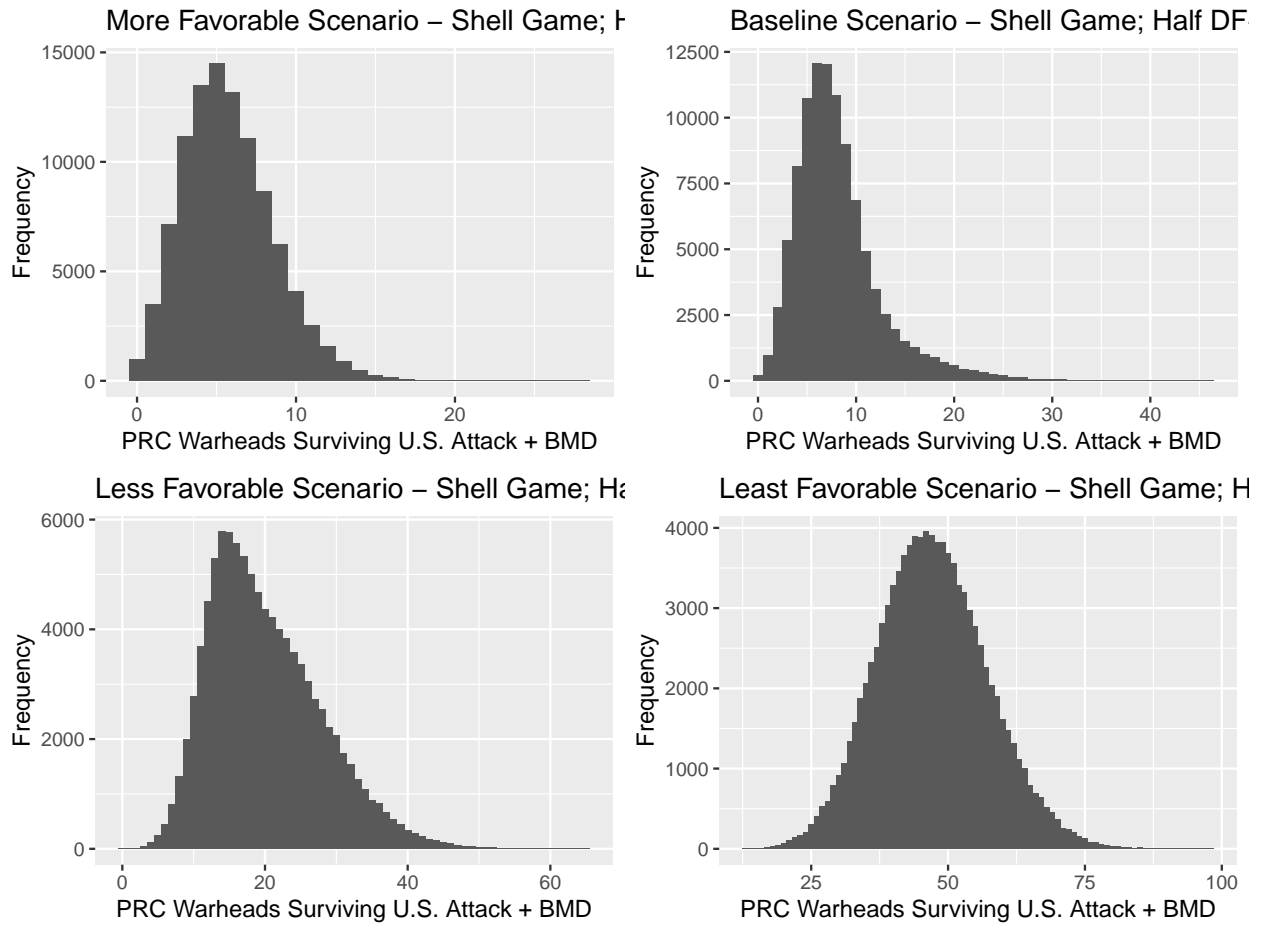 More Favorable Scenario – Shell Game; H
15000
10000
5000
0
Frequency
0 10 20
PRC Warheads Surviving U.S. Attack + BMD
Baseline Scenario – Shell Game; Half DF
12500
10000
7500
5000
2500
0
Frequency
0 10 20 30 40
PRC Warheads Surviving U.S. Attack + BMD
Less Favorable Scenario – Shell Game; Ha
6000
4000
2000
0
Frequency
0 20 40 60
PRC Warheads Surviving U.S. Attack + BMD
Least Favorable Scenario – Shell Game; H
4000
3000
2000
1000
0
Frequency
25 50 75 100
PRC Warheads Surviving U.S. Attack + BMD